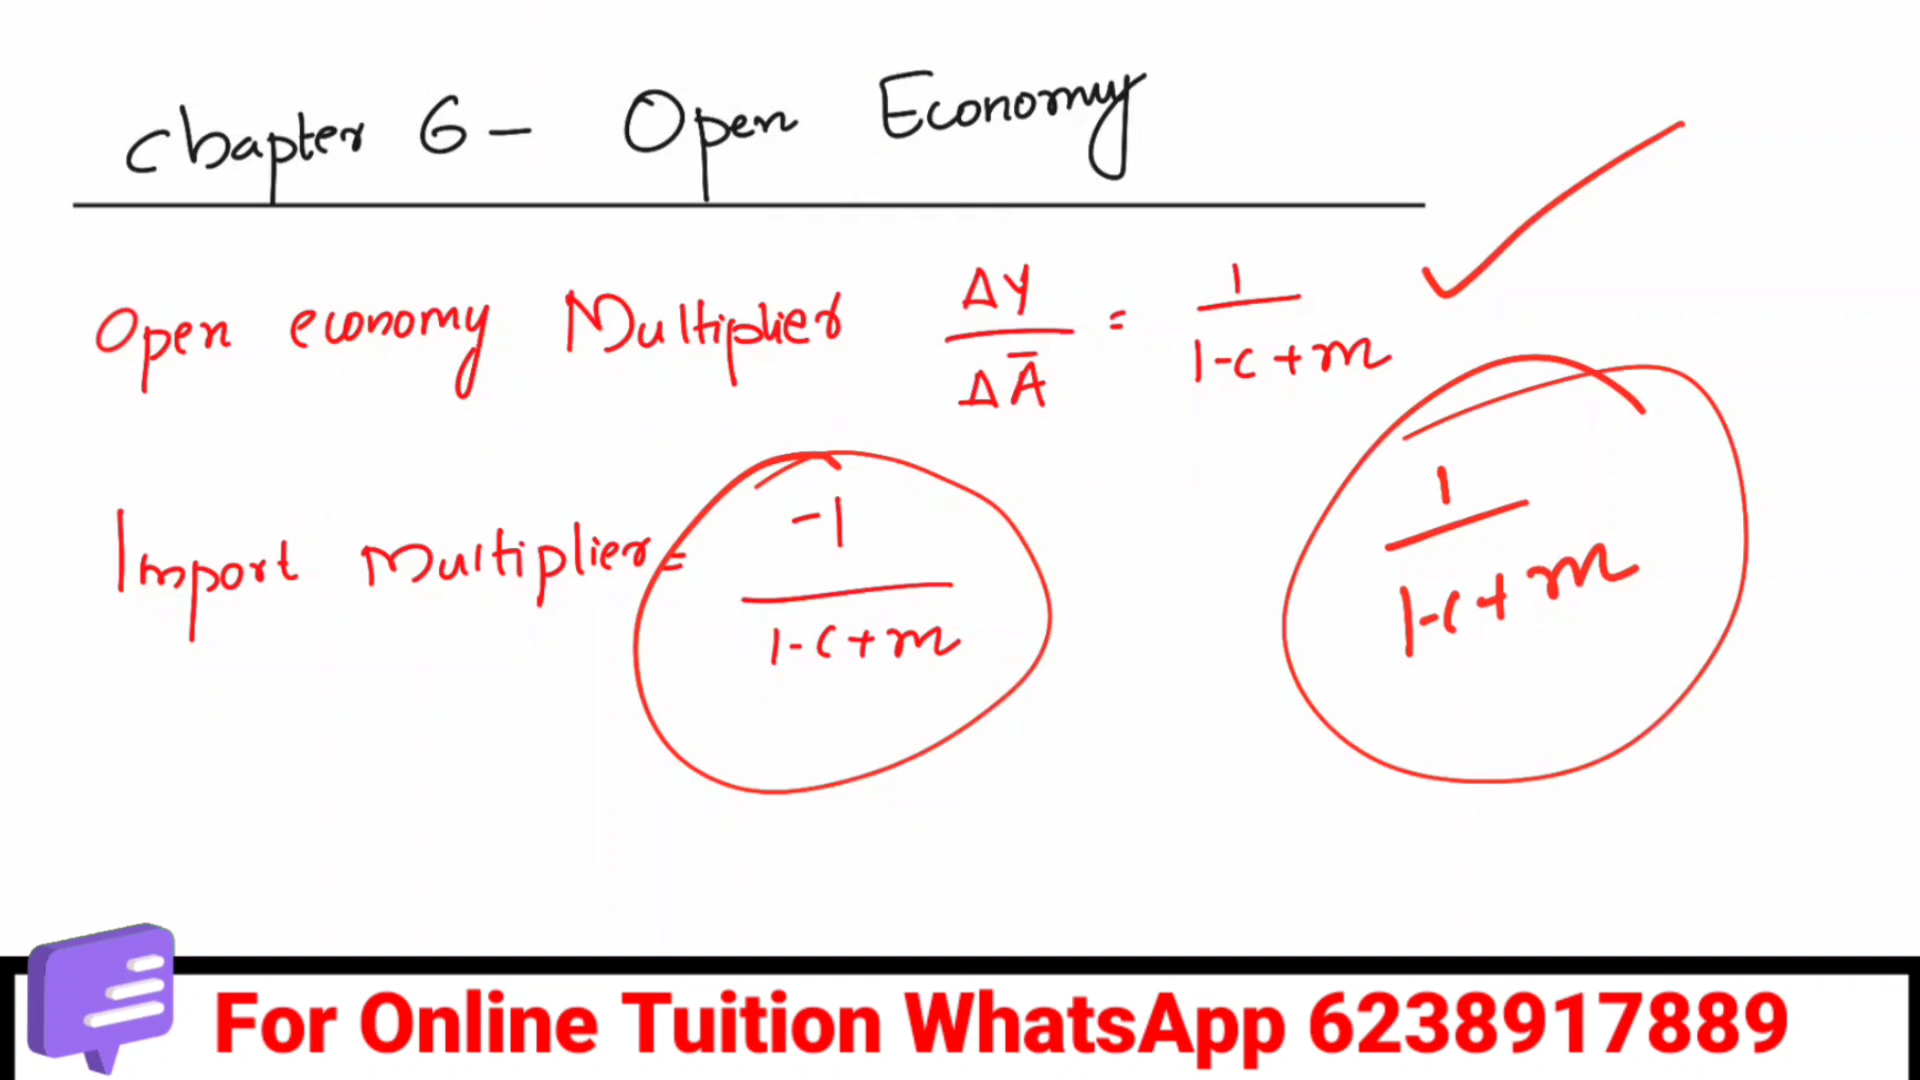 Chapter 6 - Open Economy
Open economy Multiplier ΔY/ΔA̅ = 1/1-c+m
Import Multiplier = -1/1-c+m
1/1-c+m
For Online Tuition WhatsApp 6238917889